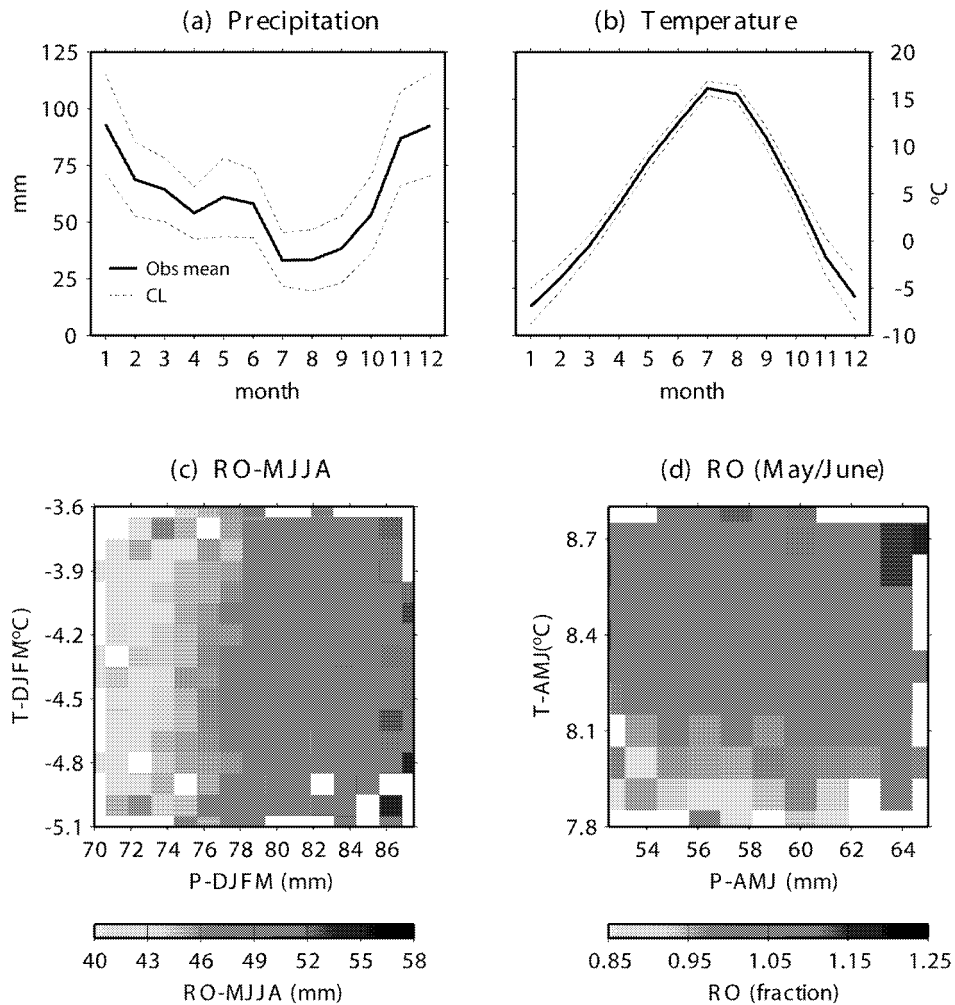 (a) Precipitation
(b) Temperature
125
100
75
50
25
0
mm
Obs mean
CL
1 2 3 4 5 6 7 8 9 10 11 12
month
20
15
10
5
0
-5
-10
ºC
1 2 3 4 5 6 7 8 9 10 11 12
month
(c) RO-MJJA
-3.6
-3.9
-4.2
-4.5
-4.8
-5.1
T-DJFM(ºC)
70 72 74 76 78 80 82 84 86
P-DJFM (mm)
40 43 46 49 52 55 58
RO-MJJA (mm)
(d) RO (May/June)
8.7
8.4
8.1
7.8
T-AMJ(ºC)
54 56 58 60 62 64
P-AMJ (mm)
0.85 0.95 1.05 1.15 1.25
RO (fraction)